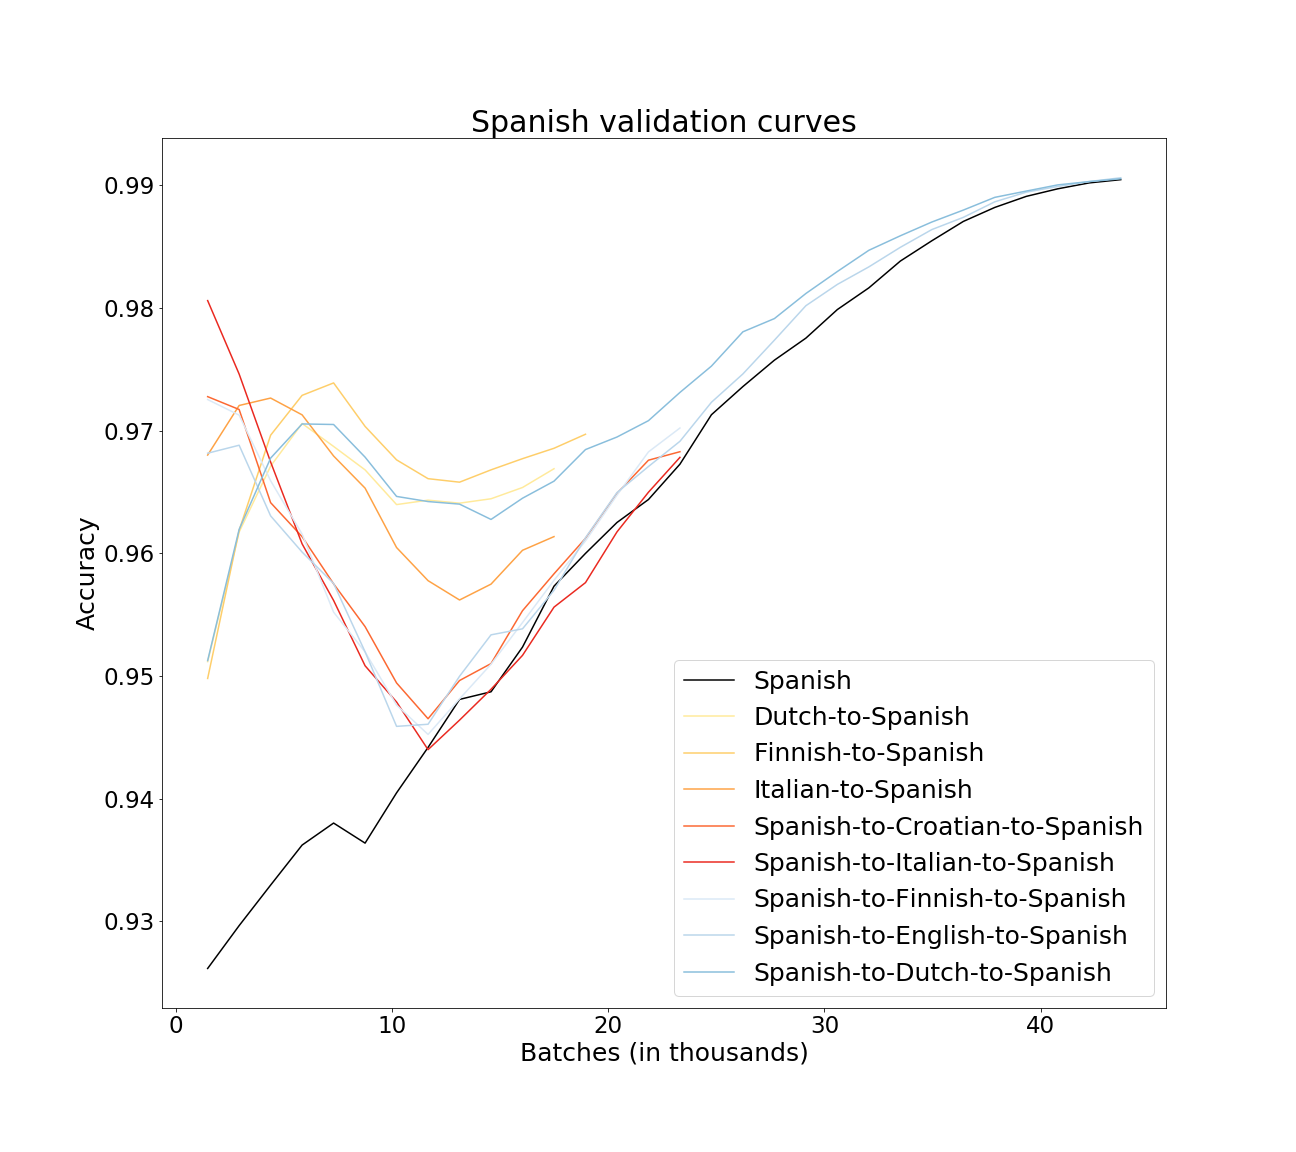 Spanish validation curves
0.99
0.98
0.97
0.96
0.95
0.94
0.93
Accuracy
Spanish
Dutch-to-Spanish
Finnish-to-Spanish
Italian-to-Spanish
Spanish-to-Croatian-to-Spanish
Spanish-to-Italian-to-Spanish
Spanish-to-Finnish-to-Spanish
Spanish-to-English-to-Spanish
Spanish-to-Dutch-to-Spanish
0 10 20 30 40
Batches (in thousands)